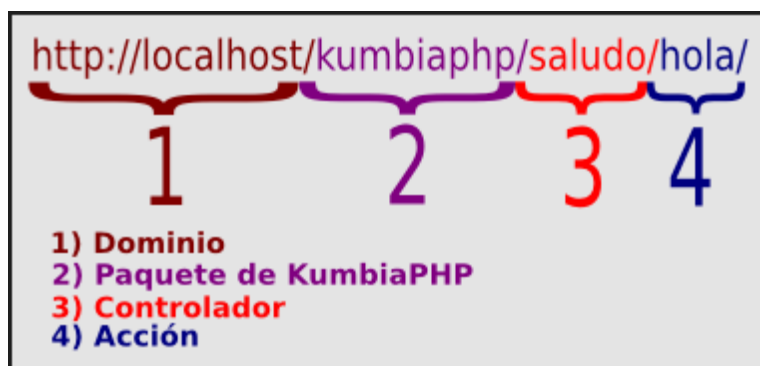 http://localhost/kumbiaphp/saludo/hola/
1 2 3 4
1) Dominio
2) Paquete de KumbiaPHP
3) Controlador
4) Acción